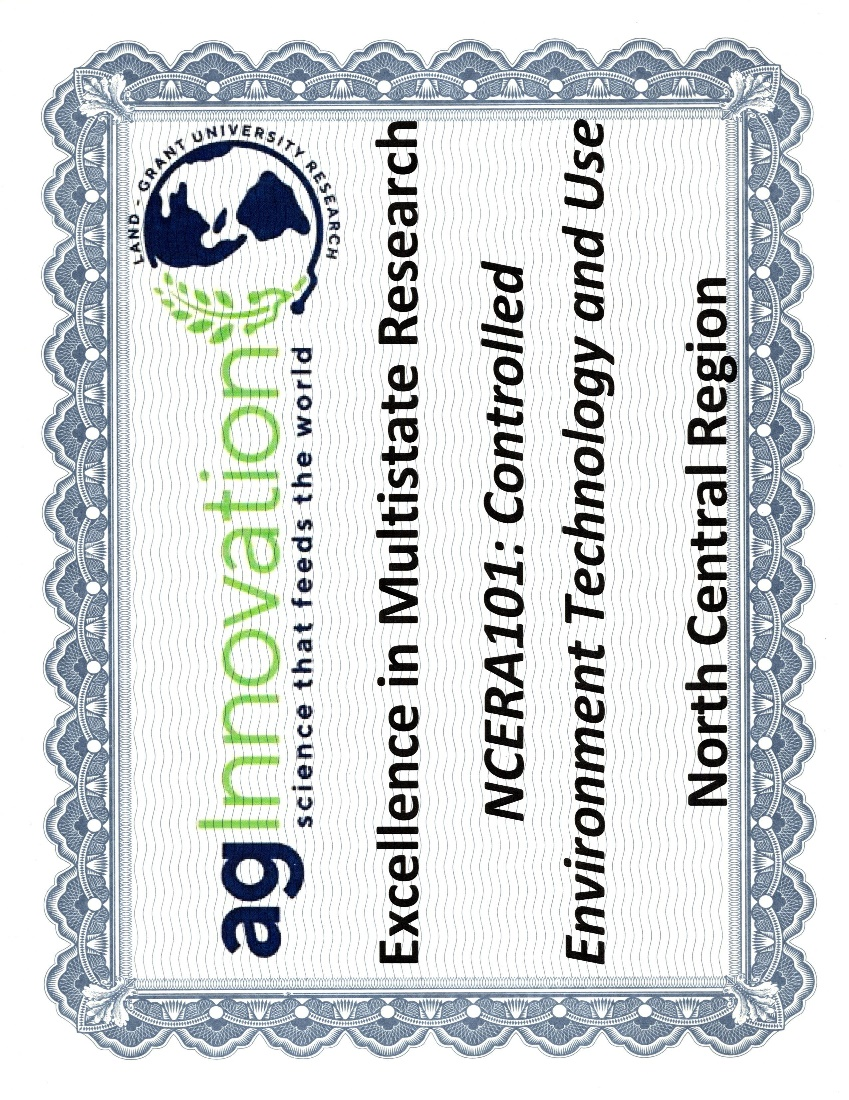 LAND - GRANT UNIVERSITY RESEARCH
agInnovation
science that feeds the world
Excellence in Multistate Research
NCERA101: Controlled
Environment Technology and Use
North Central Region